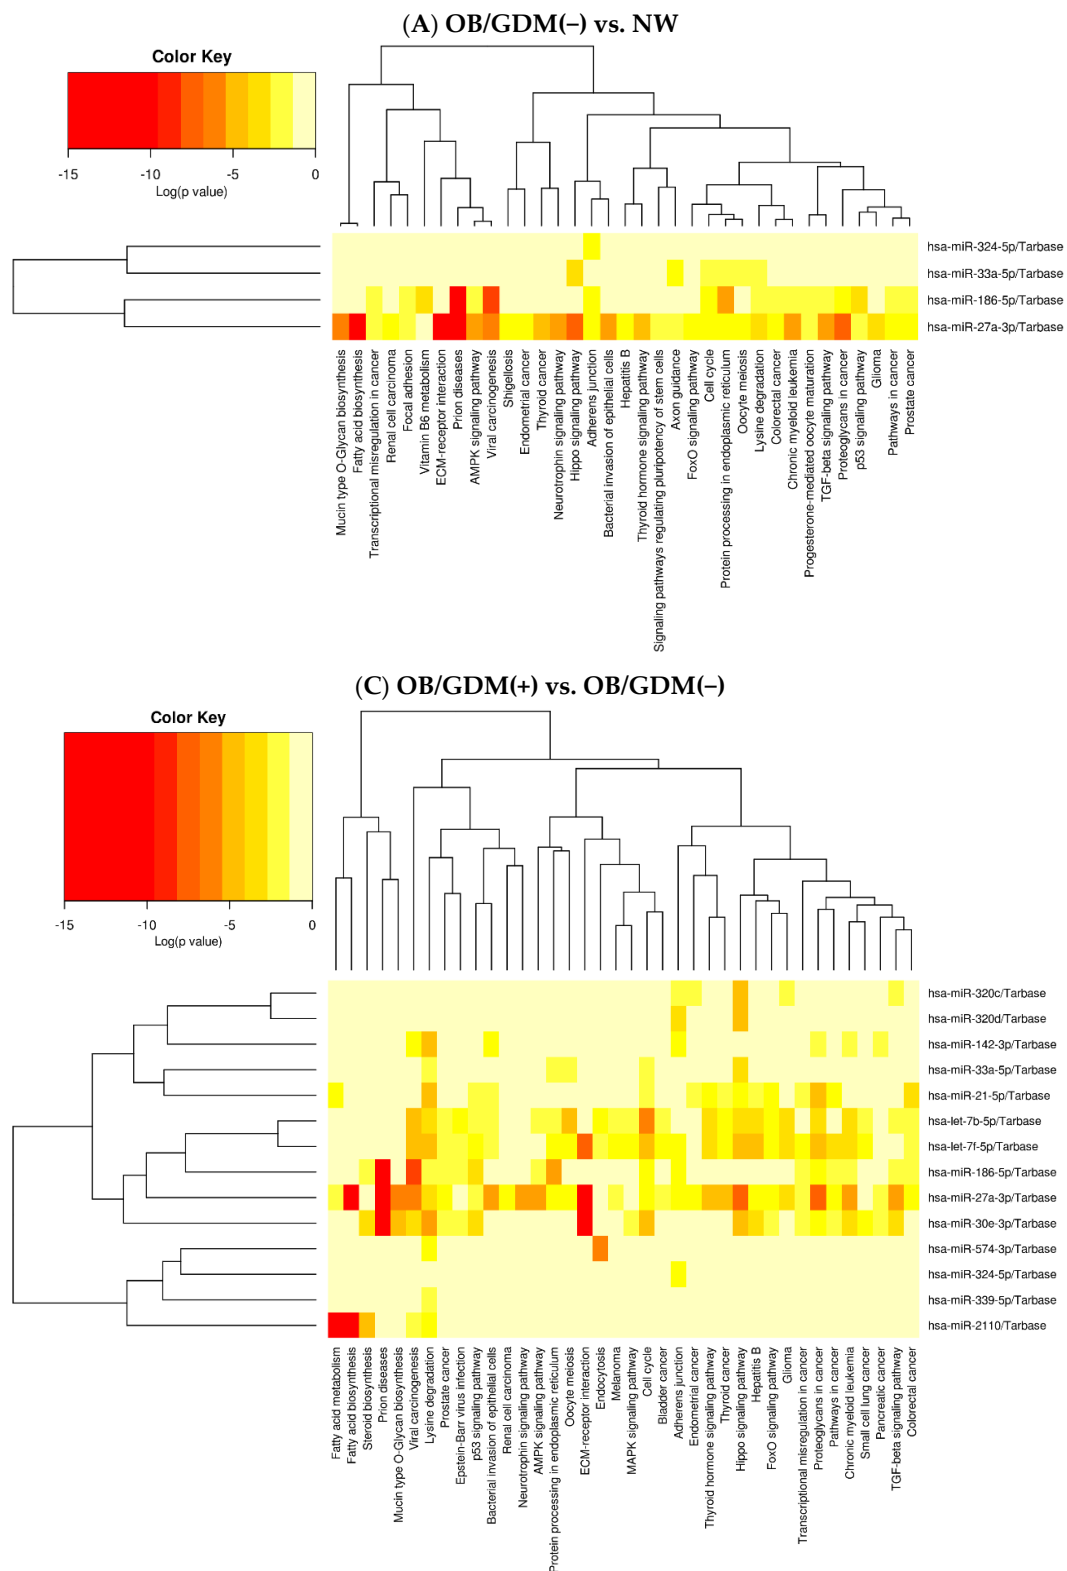 (A) OB/GDM(−) vs. NW
Color Key
-15
-10
-5
0
Log(p value)
hsa-miR-324-5p/Tarbase
hsa-miR-33a-5p/Tarbase
hsa-miR-186-5p/Tarbase
hsa-miR-27a-3p/Tarbase
Mucin type O-Glycan biosynthesis
Fatty acid biosynthesis
Transcriptional misregulation in cancer
Renal cell carcinoma
Focal adhesion
Vitamin B6 metabolism
ECM-receptor interaction
Prion diseases
AMPK signaling pathway
Viral carcinogenesis
Shigellosis
Endometrial cancer
Thyroid cancer
Neurotrophin signaling pathway
Hippo signaling pathway
Adherens junction
Bacterial invasion of epithelial cells
Hepatitis B
Thyroid hormone signaling pathway
Signaling pathways regulating pluripotency of stem cells
Axon guidance
FoxO signaling pathway
Cell cycle
Protein processing in endoplasmic reticulum
Oocyte meiosis
Lysine degradation
Colorectal cancer
Chronic myeloid leukemia
Progesterone-mediated oocyte maturation
TGF-beta signaling pathway
Proteoglycans in cancer
p53 signaling pathway
Glioma
Pathways in cancer
Prostate cancer
(C) OB/GDM(+) vs. OB/GDM(−)
Color Key
-15
-10
-5
0
Log(p value)
hsa-miR-320c/Tarbase
hsa-miR-320d/Tarbase
hsa-miR-142-3p/Tarbase
hsa-miR-33a-5p/Tarbase
hsa-miR-21-5p/Tarbase
hsa-let-7b-5p/Tarbase
hsa-let-7f-5p/Tarbase
hsa-miR-186-5p/Tarbase
hsa-miR-27a-3p/Tarbase
hsa-miR-30e-3p/Tarbase
hsa-miR-574-3p/Tarbase
hsa-miR-324-5p/Tarbase
hsa-miR-339-5p/Tarbase
hsa-miR-2110/Tarbase
Fatty acid metabolism
Fatty acid biosynthesis
Steroid biosynthesis
Prion diseases
Mucin type O-Glycan biosynthesis
Viral carcinogenesis
Lysine degradation
Prostate cancer
Epstein-Barr virus infection
p53 signaling pathway
Bacterial invasion of epithelial cells
Renal cell carcinoma
Neurotrophin signaling pathway
AMPK signaling pathway
Protein processing in endoplasmic reticulum
Oocyte meiosis
ECM-receptor interaction
Endocytosis
Melanoma
MAPK signaling pathway
Cell cycle
Bladder cancer
Adherens junction
Endometrial cancer
Thyroid hormone signaling pathway
Thyroid cancer
Hippo signaling pathway
Hepatitis B
FoxO signaling pathway
Glioma
Transcriptional misregulation in cancer
Proteoglycans in cancer
Pathways in cancer
Chronic myeloid leukemia
Small cell lung cancer
Pancreatic cancer
TGF-beta signaling pathway
Colorectal cancer